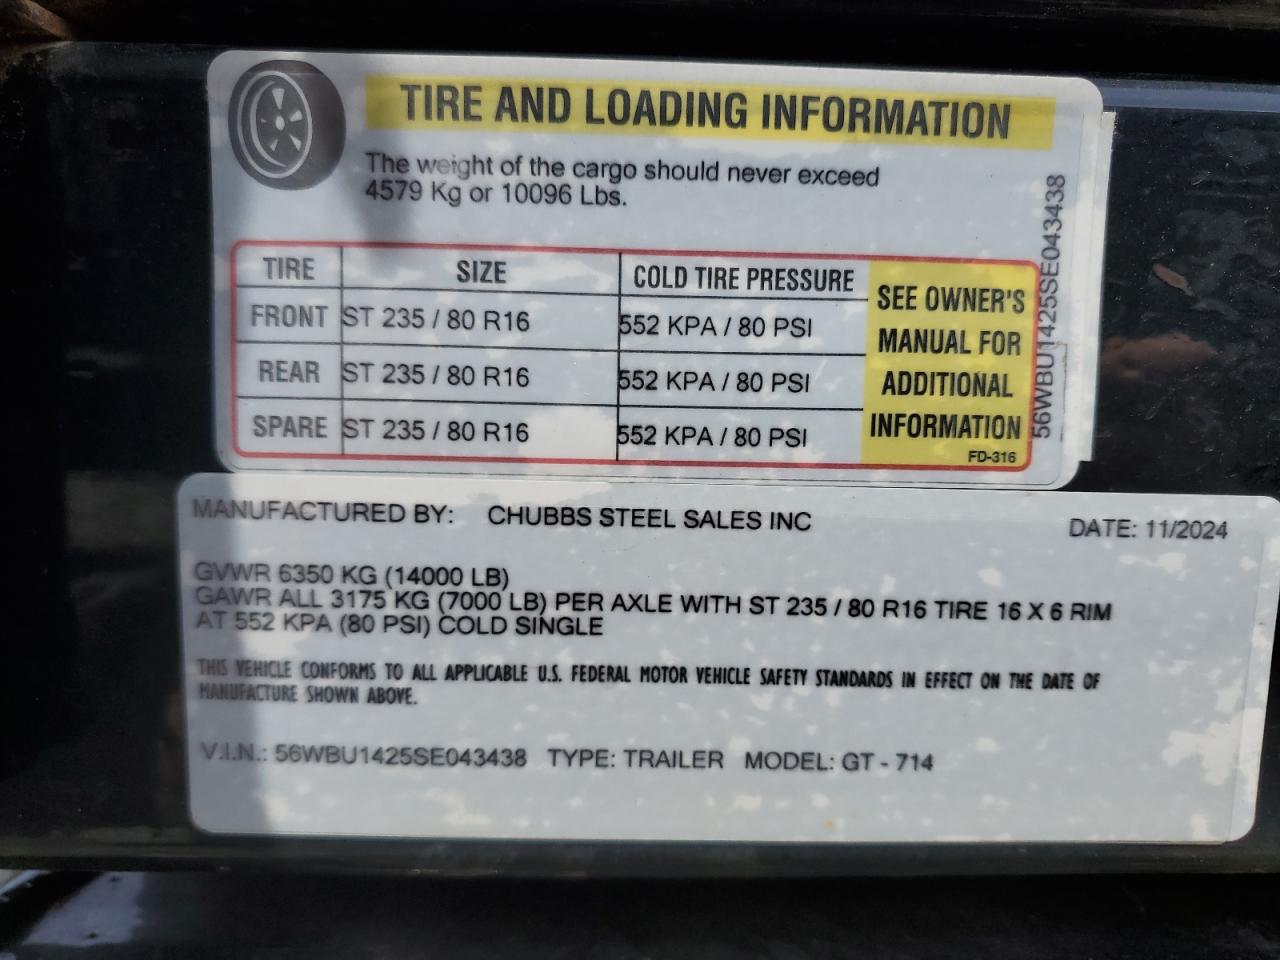 TIRE AND LOADING INFORMATION
The weight of the cargo should never exceed
4579 Kg or 10096 Lbs.
TIRE SIZE COLD TIRE PRESSURE
FRONT ST 235 / 80 R16 552 KPA / 80 PSI
REAR ST 235 / 80 R16 552 KPA / 80 PSI
SPARE ST 235 / 80 R16 552 KPA / 80 PSI
SEE OWNER'S
MANUAL FOR
ADDITIONAL
INFORMATION
FD-316
56WBU1425SE043438
MANUFACTURED BY: CHUBBS STEEL SALES INC DATE: 11/2024
GVWR 6350 KG (14000 LB)
GAWR ALL 3175 KG (7000 LB) PER AXLE WITH ST 235 / 80 R16 TIRE 16 X 6 RIM
AT 552 KPA (80 PSI) COLD SINGLE
THIS VEHICLE CONFORMS TO ALL APPLICABLE U.S. FEDERAL MOTOR VEHICLE SAFETY STANDARDS IN EFFECT ON THE DATE OF
MANUFACTURE SHOWN ABOVE.
V.I.N.: 56WBU1425SE043438 TYPE: TRAILER MODEL: GT - 714